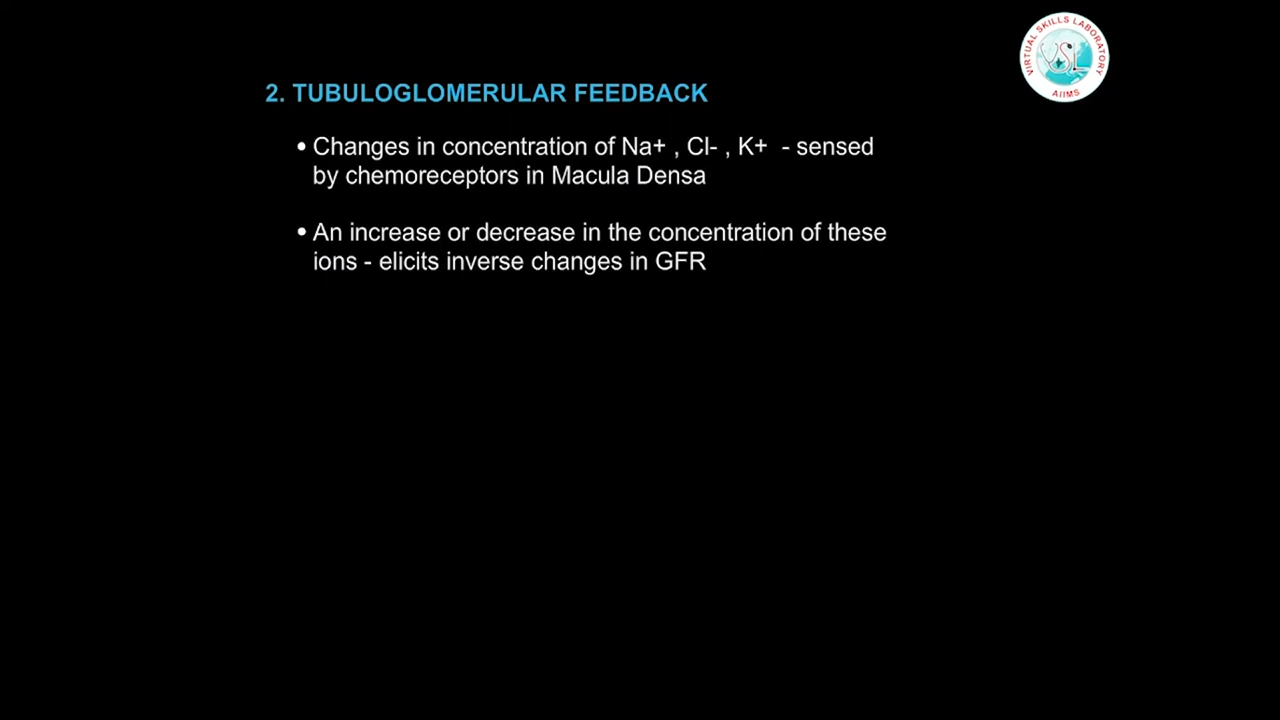 VIRTUAL SKILLS LABORATORY
VSL
AIIMS
2. TUBULOGLOMERULAR FEEDBACK
• Changes in concentration of Na+ , Cl- , K+ - sensed
by chemoreceptors in Macula Densa
• An increase or decrease in the concentration of these
ions - elicits inverse changes in GFR